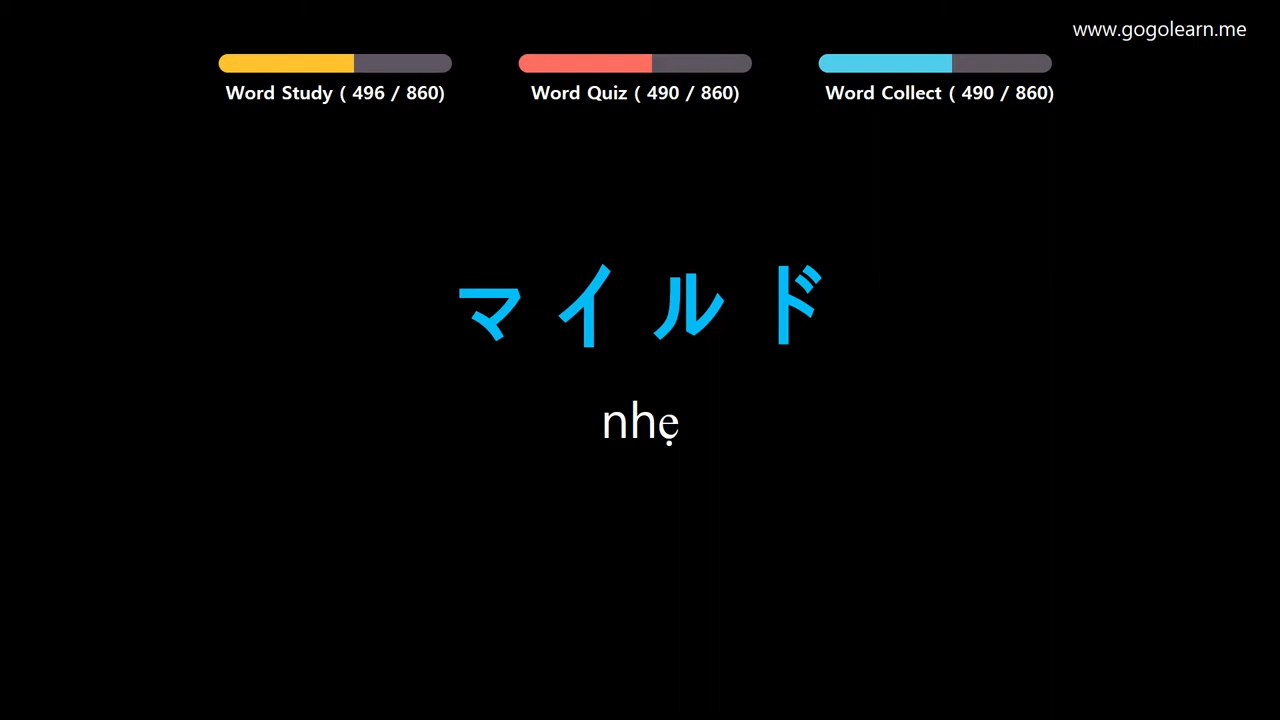 www.gogolearn.me
Word Study ( 496 / 860)
Word Quiz ( 490 / 860)
Word Collect ( 490 / 860)
マイルド
nhẹ